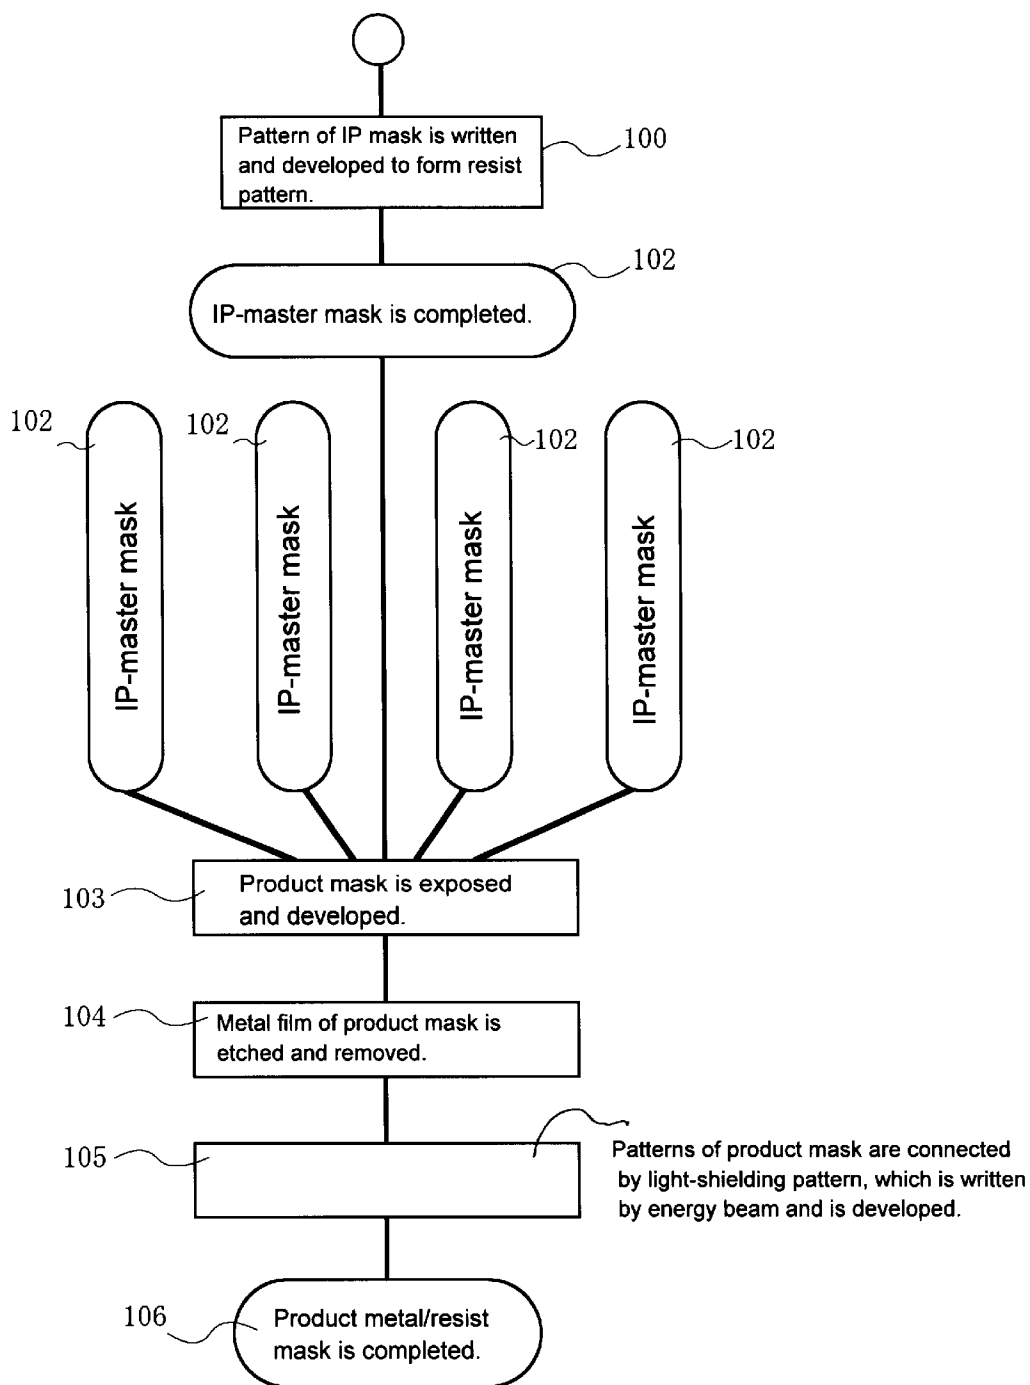 Pattern of IP mask is written
and developed to form resist
pattern.
100
102
IP-master mask is completed.
102
102
102
102
IP-master mask
IP-master mask
IP-master mask
IP-master mask
103
Product mask is exposed
and developed.
104
Metal film of product mask is
etched and removed.
105
Patterns of product mask are connected
by light-shielding pattern, which is written
by energy beam and is developed.
106
Product metal/resist
mask is completed.